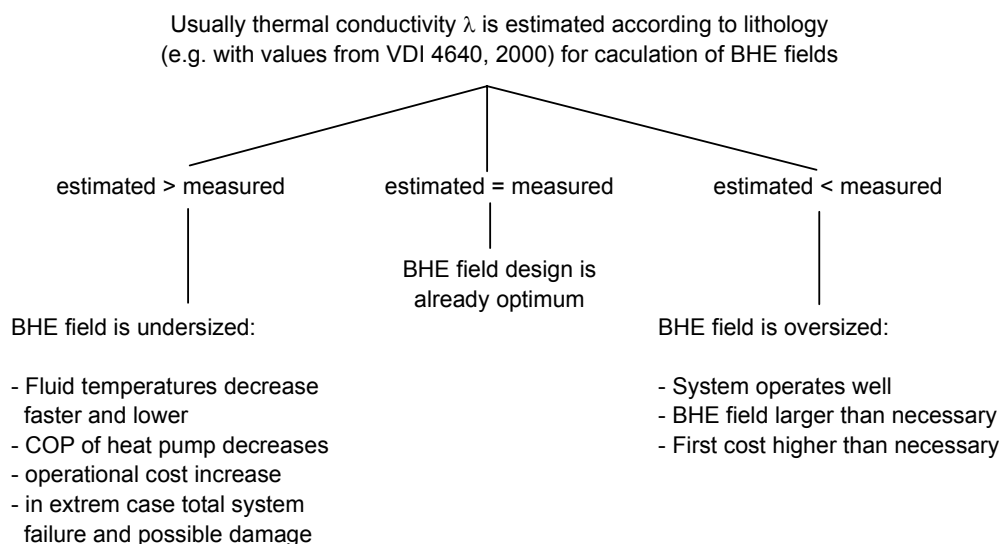 Usually thermal conductivity λ is estimated according to lithology
(e.g. with values from VDI 4640, 2000) for caculation of BHE fields
estimated > measured
estimated = measured
estimated < measured
BHE field design is
already optimum
BHE field is undersized:
- Fluid temperatures decrease
faster and lower
- COP of heat pump decreases
- operational cost increase
- in extrem case total system
failure and possible damage
BHE field is oversized:
- System operates well
- BHE field larger than necessary
- First cost higher than necessary